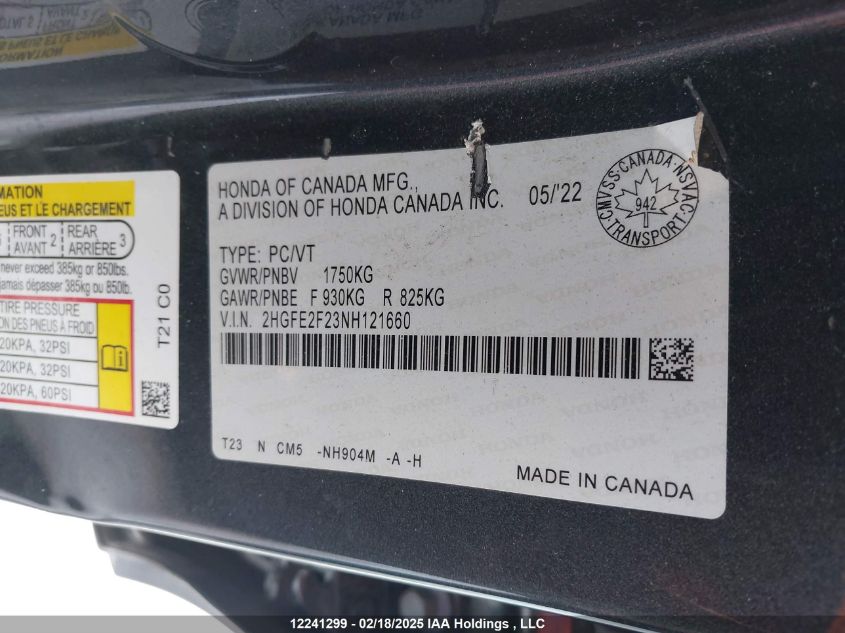 MATION
EUS ET LE CHARGEMENT
FRONT
AVANT 2
REAR
ARRIÈRE 3
never exceed 385kg or 850lbs.
jamais dépasser 385kg ou 850lbs.
TIRE PRESSURE
ON DES PNEUS À FROID
20KPA, 32PSI
20KPA, 32PSI
20KPA, 60PSI
T21 C0
HONDA OF CANADA MFG.,
A DIVISION OF HONDA CANADA INC.
05/'22
CMVSS·CANADA·NSVAC·TRANSPORT·
942
TYPE: PC/VT
GVWR/PNBV 1750KG
GAWR/PNBE F 930KG R 825KG
V.I.N. 2HGFE2F23NH121660
T23 N CM5 -NH904M -A -H
MADE IN CANADA
12241299 - 02/18/2025 IAA Holdings , LLC